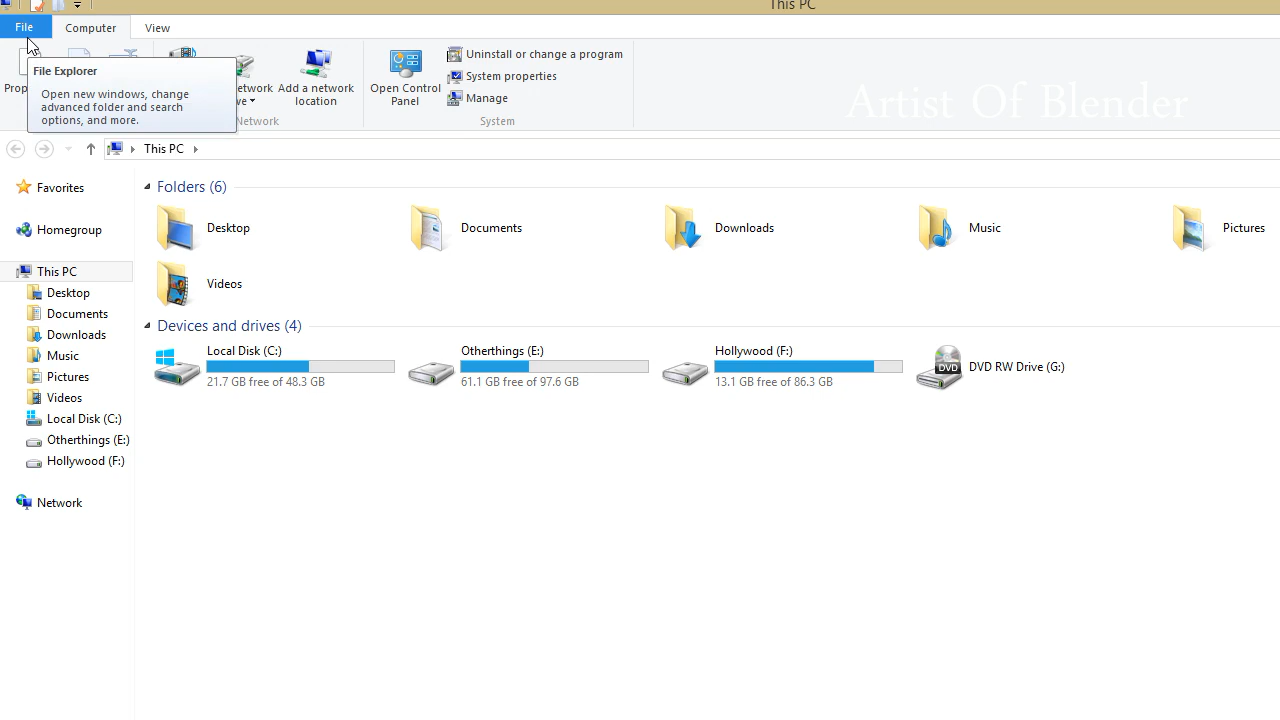 This PC
File
Computer
View
File Explorer
Open new windows, change
advanced folder and search
options, and more.
Add a network
location
Open Control
Panel
Uninstall or change a program
System properties
Manage
System
Artist Of Blender
This PC
Favorites
Homegroup
This PC
Desktop
Documents
Downloads
Music
Pictures
Videos
Local Disk (C:)
Otherthings (E:)
Hollywood (F:)
Network
Folders (6)
Desktop
Documents
Downloads
Music
Pictures
Videos
Devices and drives (4)
Local Disk (C:)
21.7 GB free of 48.3 GB
Otherthings (E:)
61.1 GB free of 97.6 GB
Hollywood (F:)
13.1 GB free of 86.3 GB
DVD RW Drive (G:)
DVD